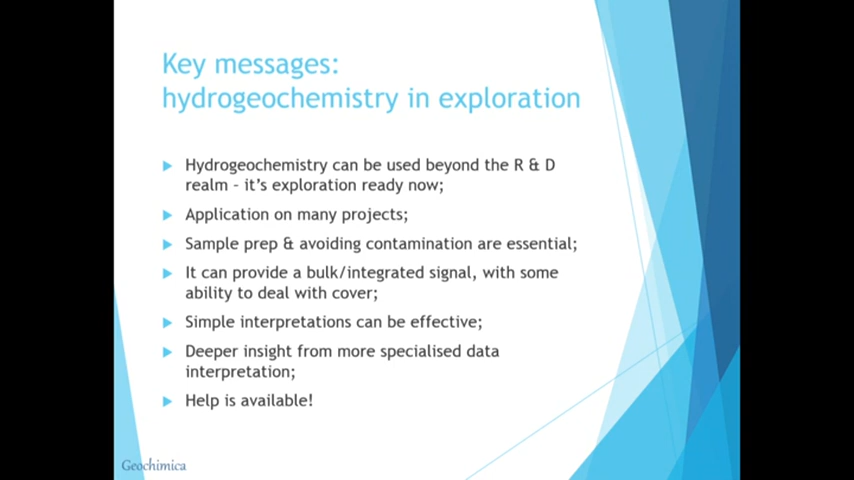 Key messages:
hydrogeochemistry in exploration
Hydrogeochemistry can be used beyond the R & D
realm – it's exploration ready now;
Application on many projects;
Sample prep & avoiding contamination are essential;
It can provide a bulk/integrated signal, with some
ability to deal with cover;
Simple interpretations can be effective;
Deeper insight from more specialised data
interpretation;
Help is available!
Geochimica